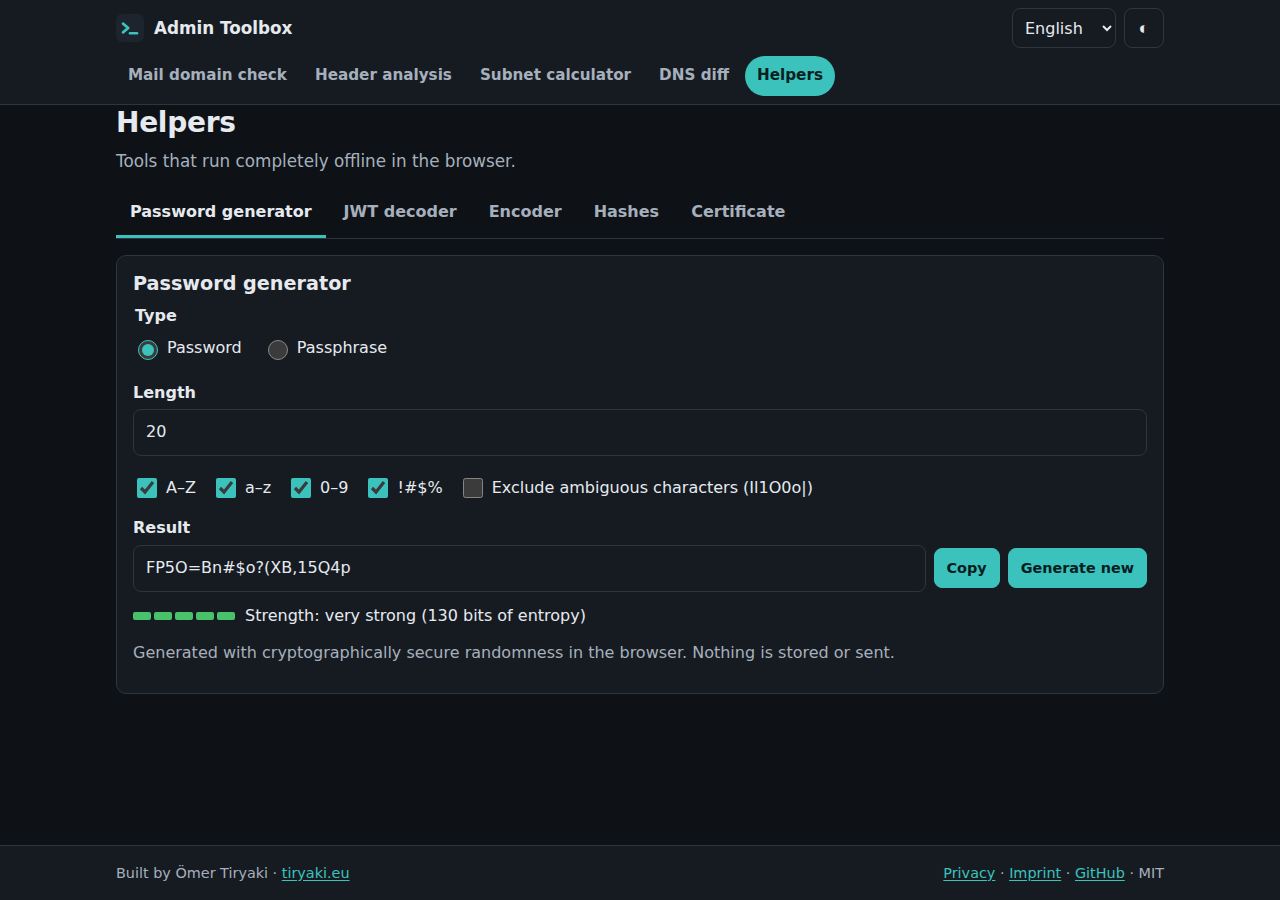 Admin Toolbox
English
Mail domain check
Header analysis
Subnet calculator
DNS diff
Helpers
Helpers
Tools that run completely offline in the browser.
Password generator
JWT decoder
Encoder
Hashes
Certificate
Password generator
Type
Password
Passphrase
Length
20
A–Z
a–z
0–9
!#$%
Exclude ambiguous characters (Il1O0o|)
Result
FP5O=Bn#$o?(XB,15Q4p
Copy
Generate new
Strength: very strong (130 bits of entropy)
Generated with cryptographically secure randomness in the browser. Nothing is stored or sent.
Built by Ömer Tiryaki · tiryaki.eu
Privacy · Imprint · GitHub · MIT